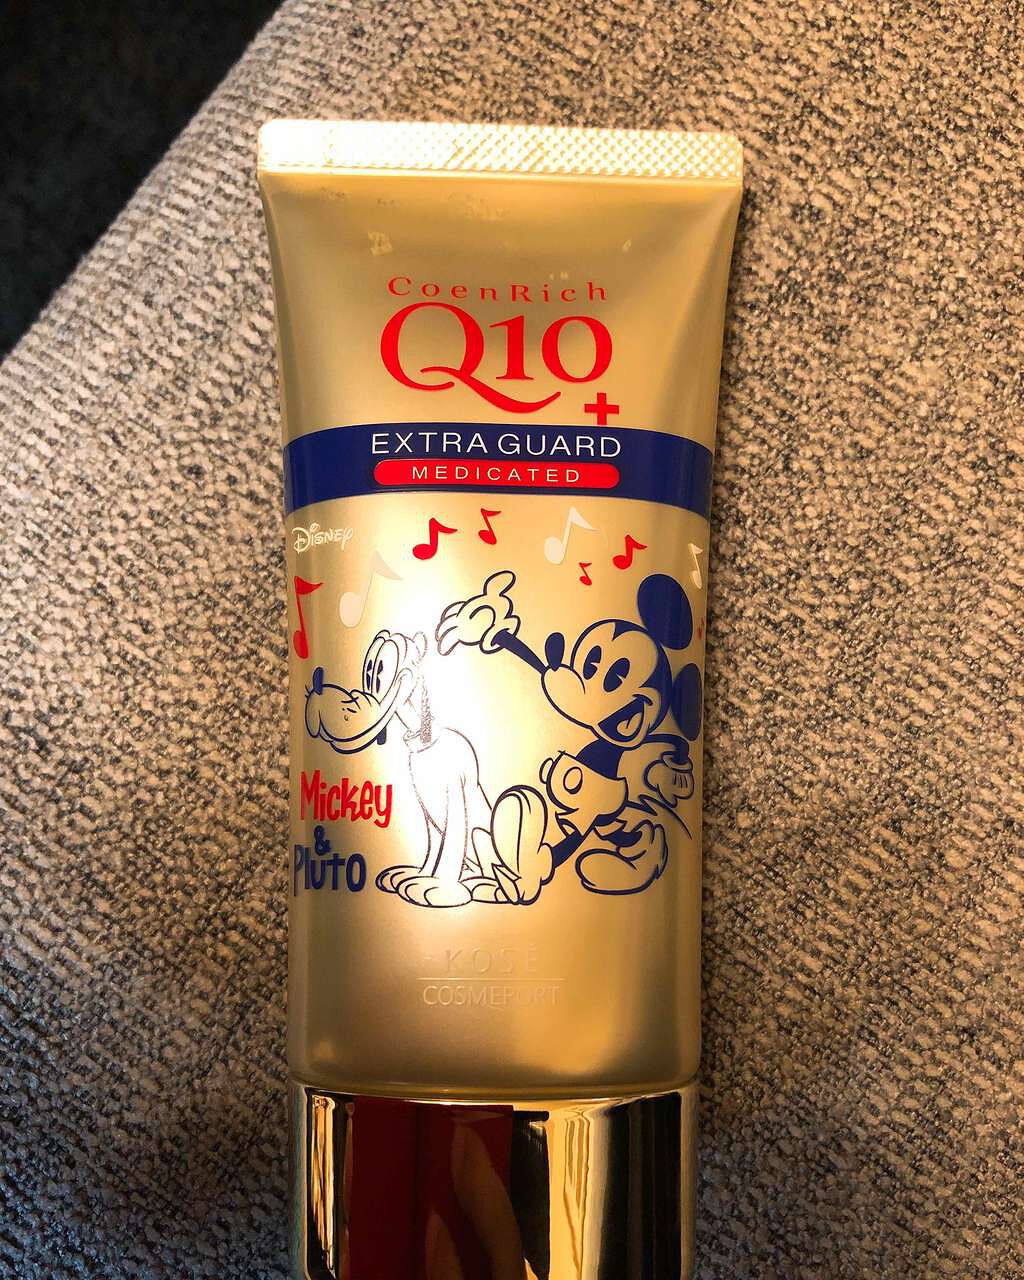 CoenRich
Q10
+
EXTRA GUARD
MEDICATED
Disney
Mickey
&
Pluto
KOSÉ
COSMEPORT